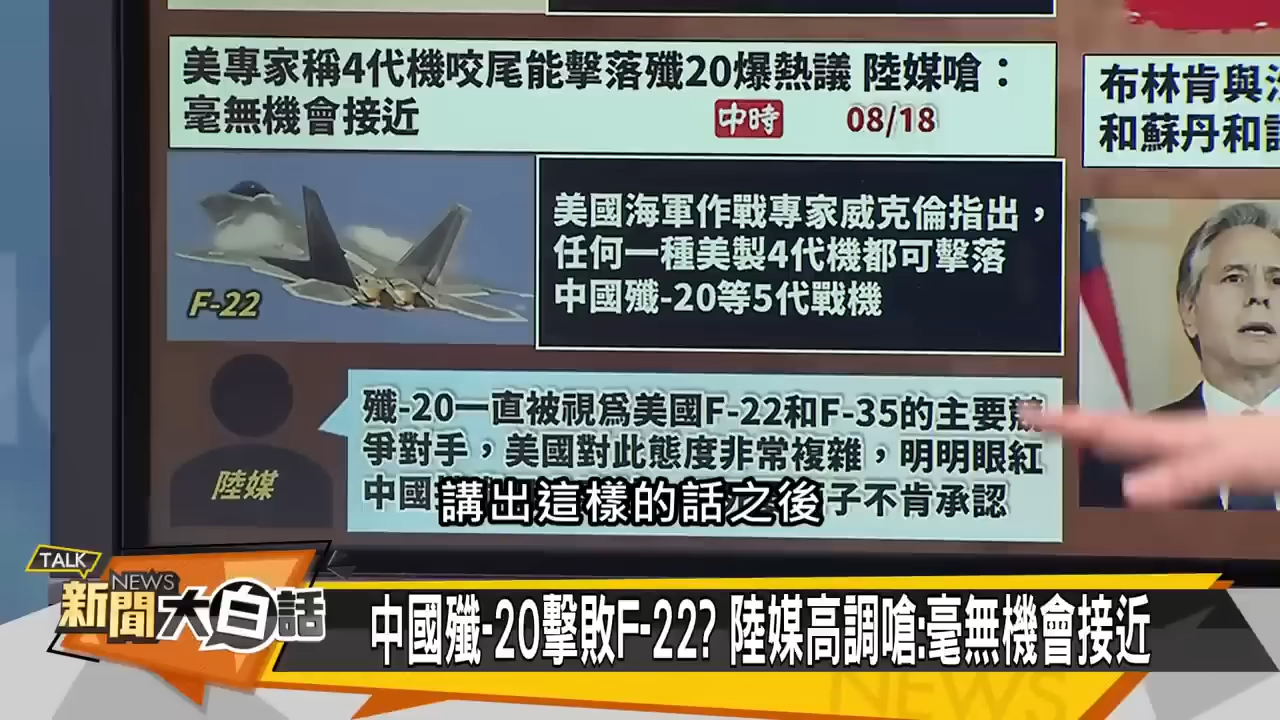 美專家稱4代機咬尾能擊落殲20爆熱議 陸媒嗆：
毫無機會接近
中時 08/18
布林肯與
和蘇丹和
F-22
美國海軍作戰專家威克倫指出，
任何一種美製4代機都可擊落
中國殲-20等5代戰機
陸媒
殲-20一直被視爲美國F-22和F-35的主要競
爭對手，美國對此態度非常複雜，明明眼紅
中國
子不肯承認
講出這樣的話之後
TALK
NEWS
新聞大白話
中國殲-20擊敗F-22? 陸媒高調嗆:毫無機會接近
NEWS